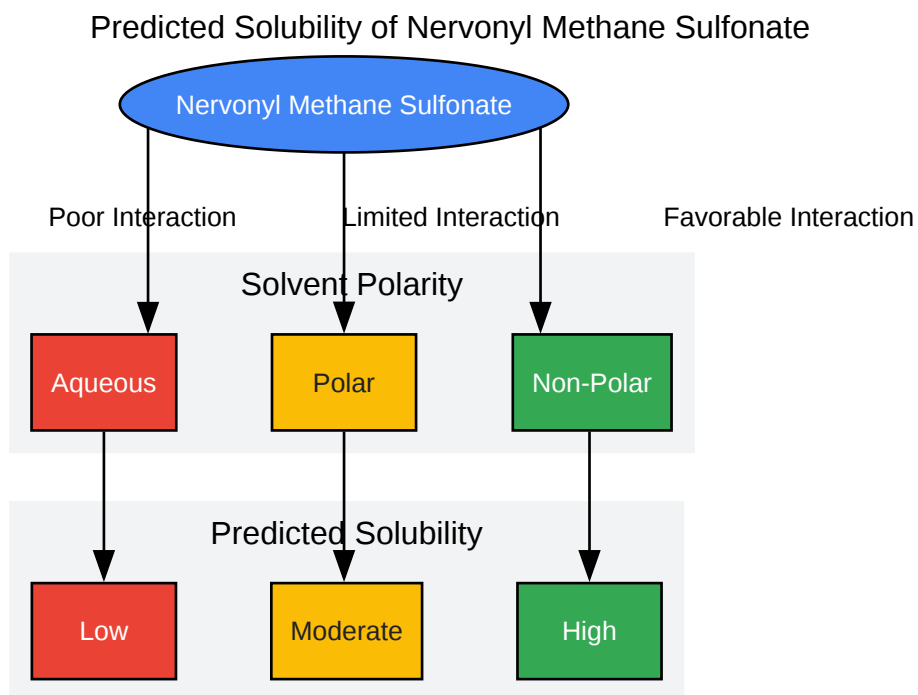 Predicted Solubility of Nervonyl Methane Sulfonate
Nervonyl Methane Sulfonate
Poor Interaction
Limited Interaction
Favorable Interaction
Solvent Polarity
Aqueous
Polar
Non-Polar
Predicted Solubility
Low
Moderate
High